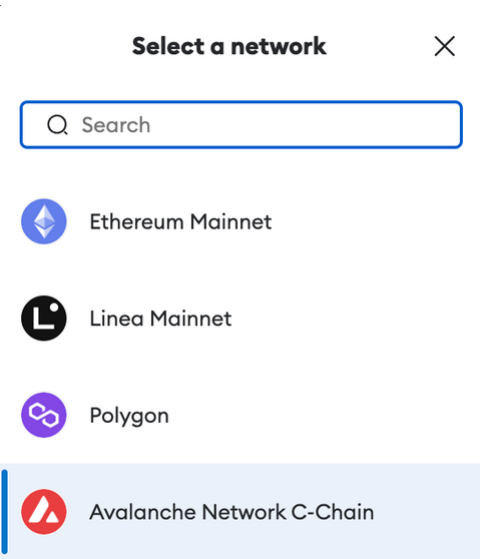 Select a network
Search
Ethereum Mainnet
Linea Mainnet
Polygon
Avalanche Network C-Chain